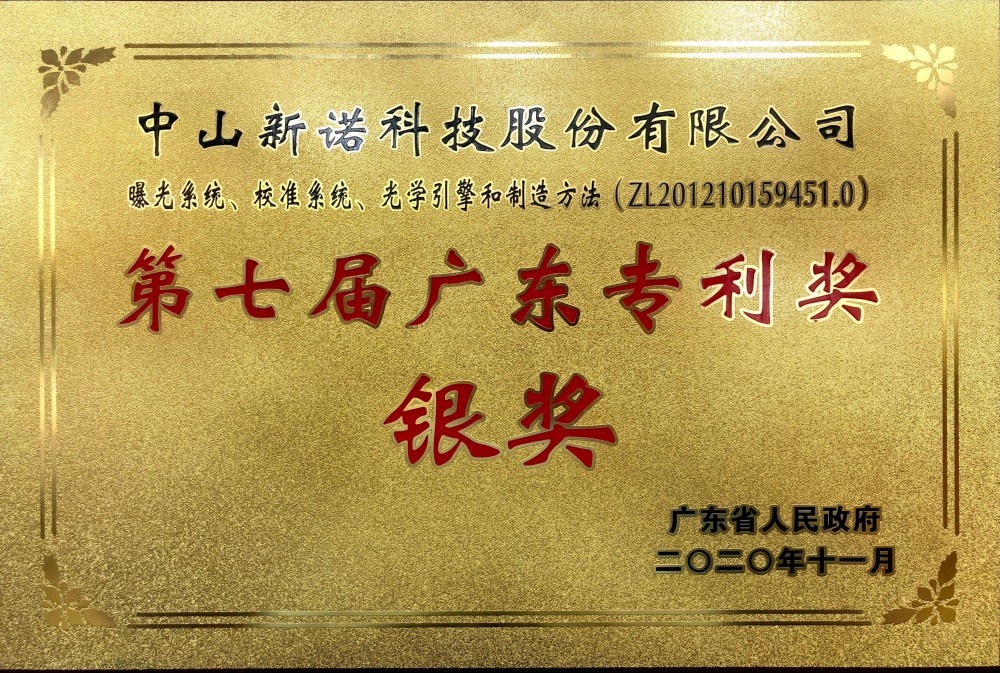 中山新诺科技股份有限公司
曝光系统、校准系统、光学引擎和制造方法（ZL201210159451.0）
第七届广东专利奖
银奖
广东省人民政府
二〇二〇年十一月